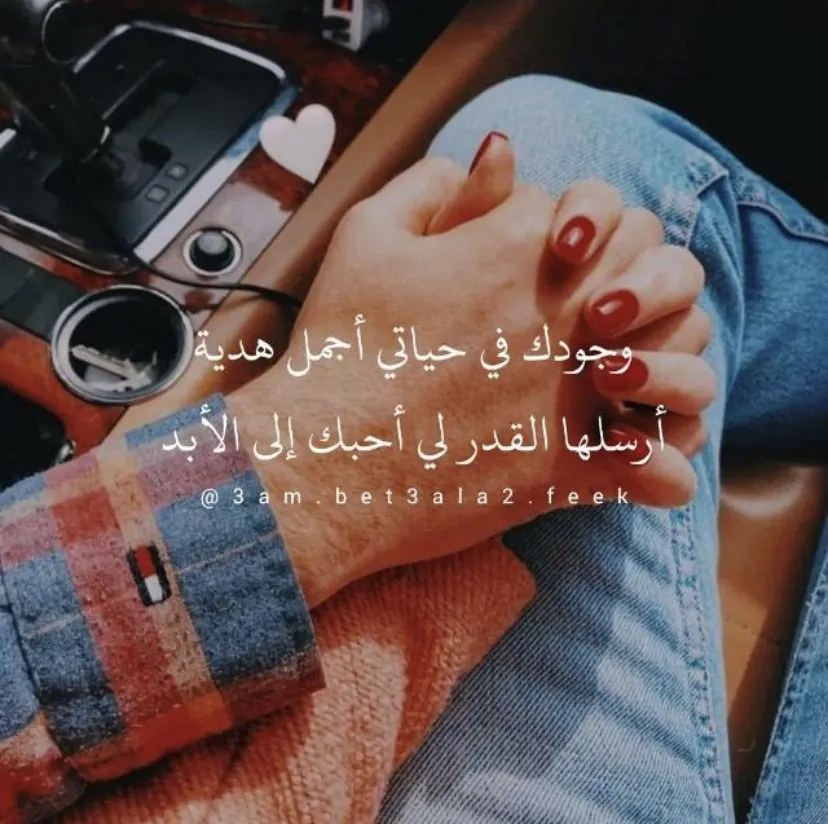 وجودك في حياتي أجمل هدية
أرسلها القدر لي أحبك إلى الأبد
@3am.bet3ala2.feek